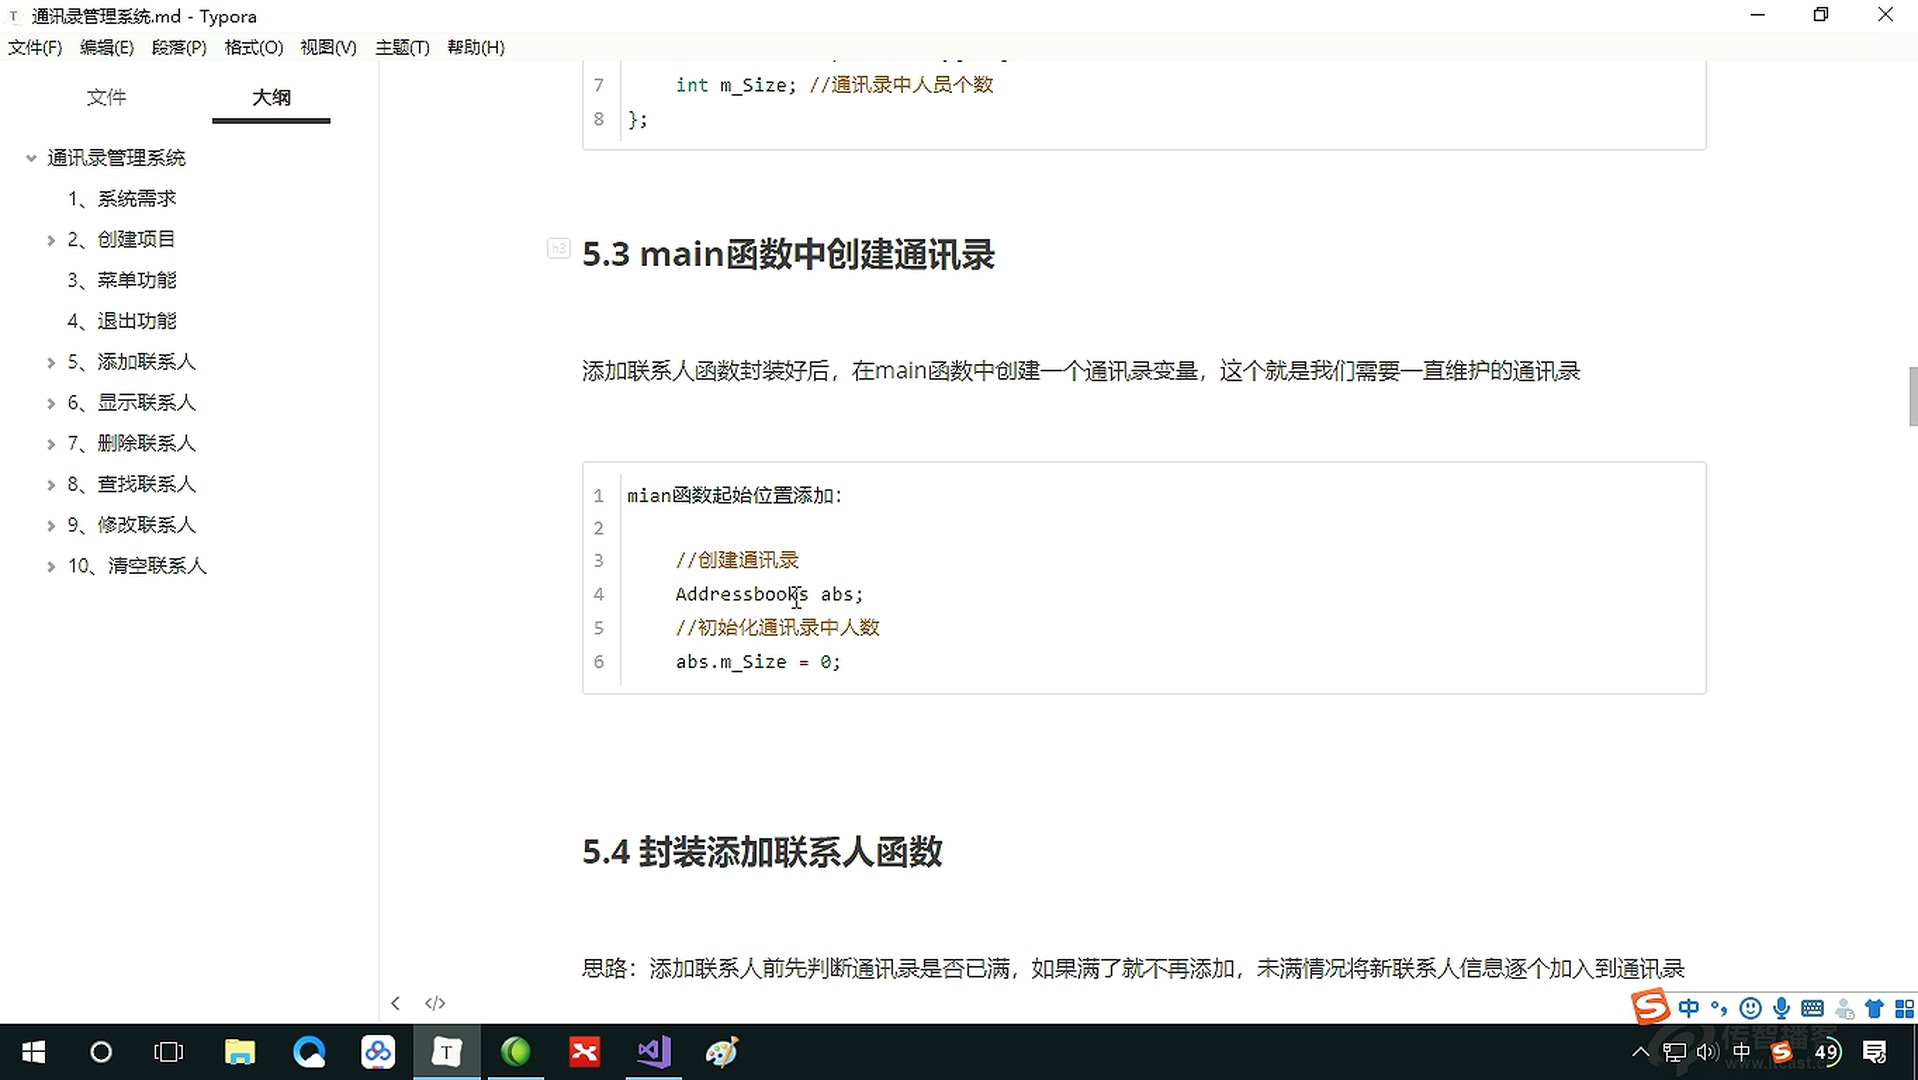 通讯录管理系统.md - Typora
文件(F) 编辑(E) 段落(P) 格式(O) 视图(V) 主题(T) 帮助(H)
文件 大纲
通讯录管理系统
1、系统需求
2、创建项目
3、菜单功能
4、退出功能
5、添加联系人
6、显示联系人
7、删除联系人
8、查找联系人
9、修改联系人
10、清空联系人
7 int m_Size; //通讯录中人员个数
8 };
h3 5.3 main函数中创建通讯录
添加联系人函数封装好后，在main函数中创建一个通讯录变量，这个就是我们需要一直维护的通讯录
1 mian函数起始位置添加：
2
3 //创建通讯录
4 Addressbooks abs;
5 //初始化通讯录中人数
6 abs.m_Size = 0;
5.4 封装添加联系人函数
思路：添加联系人前先判断通讯录是否已满，如果满了就不再添加，未满情况将新联系人信息逐个加入到通讯录
</>
S 中
T
中 S 49
传智播客